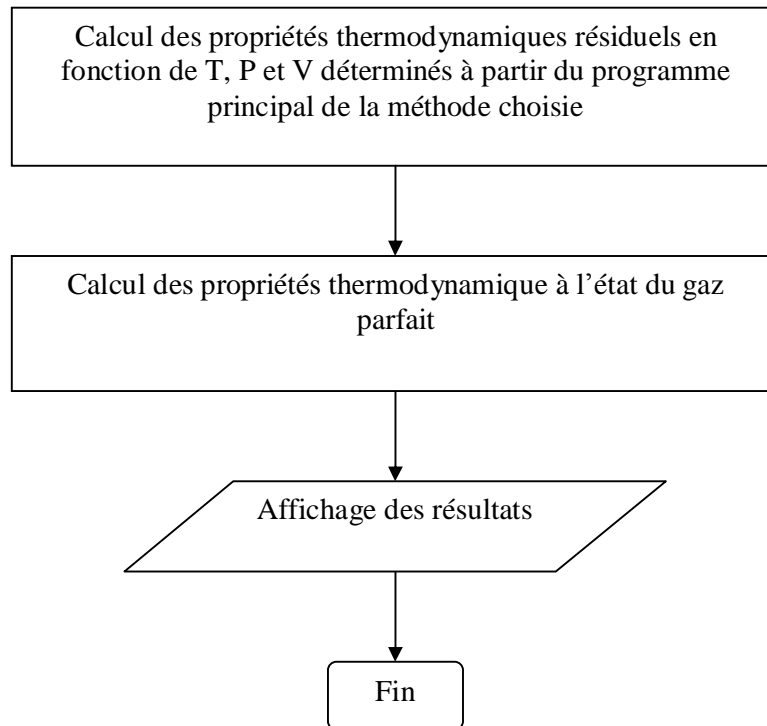 Calcul des propriétés thermodynamiques résiduels en
fonction de T, P et V déterminés à partir du programme
principal de la méthode choisie
Calcul des propriétés thermodynamique à l’état du gaz
parfait
Affichage des résultats
Fin